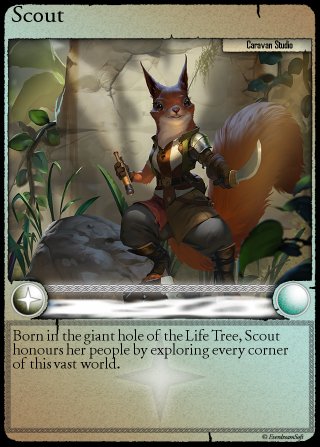 Scout
Caravan Studio
Born in the giant hole of the Life Tree, Scout
honours her people by exploring every corner
of this vast world.
© EverdreamSoft